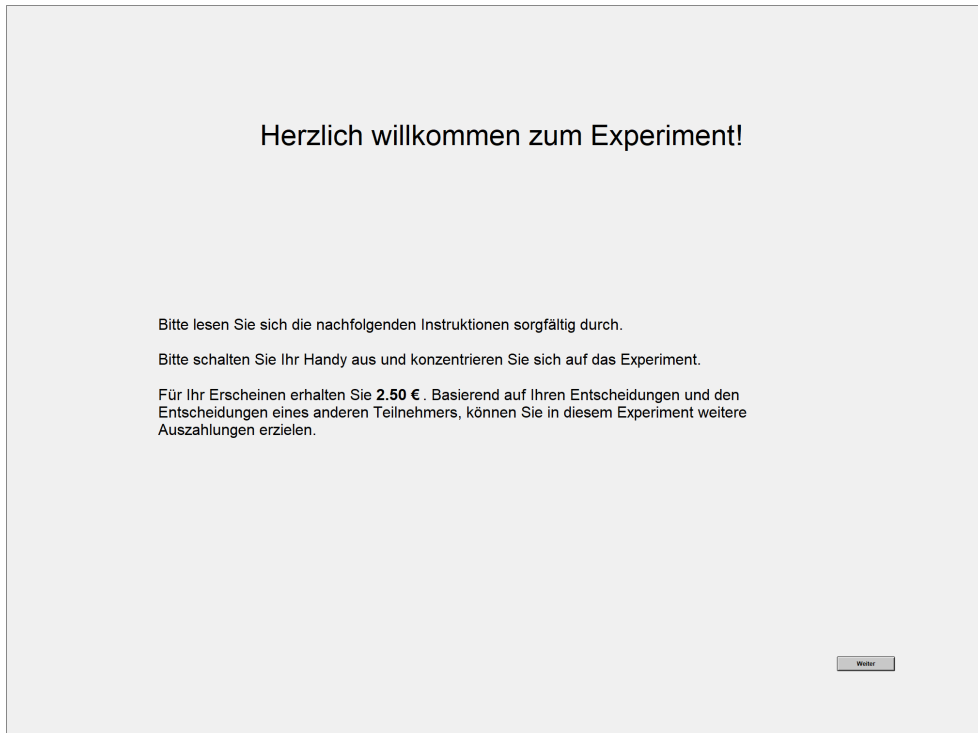 Herzlich willkommen zum Experiment!
Bitte lesen Sie sich die nachfolgenden Instruktionen sorgfältig durch.
Bitte schalten Sie Ihr Handy aus und konzentrieren Sie sich auf das Experiment.
Für Ihr Erscheinen erhalten Sie 2.50 € . Basierend auf Ihren Entscheidungen und den
Entscheidungen eines anderen Teilnehmers, können Sie in diesem Experiment weitere
Auszahlungen erzielen.
Weiter